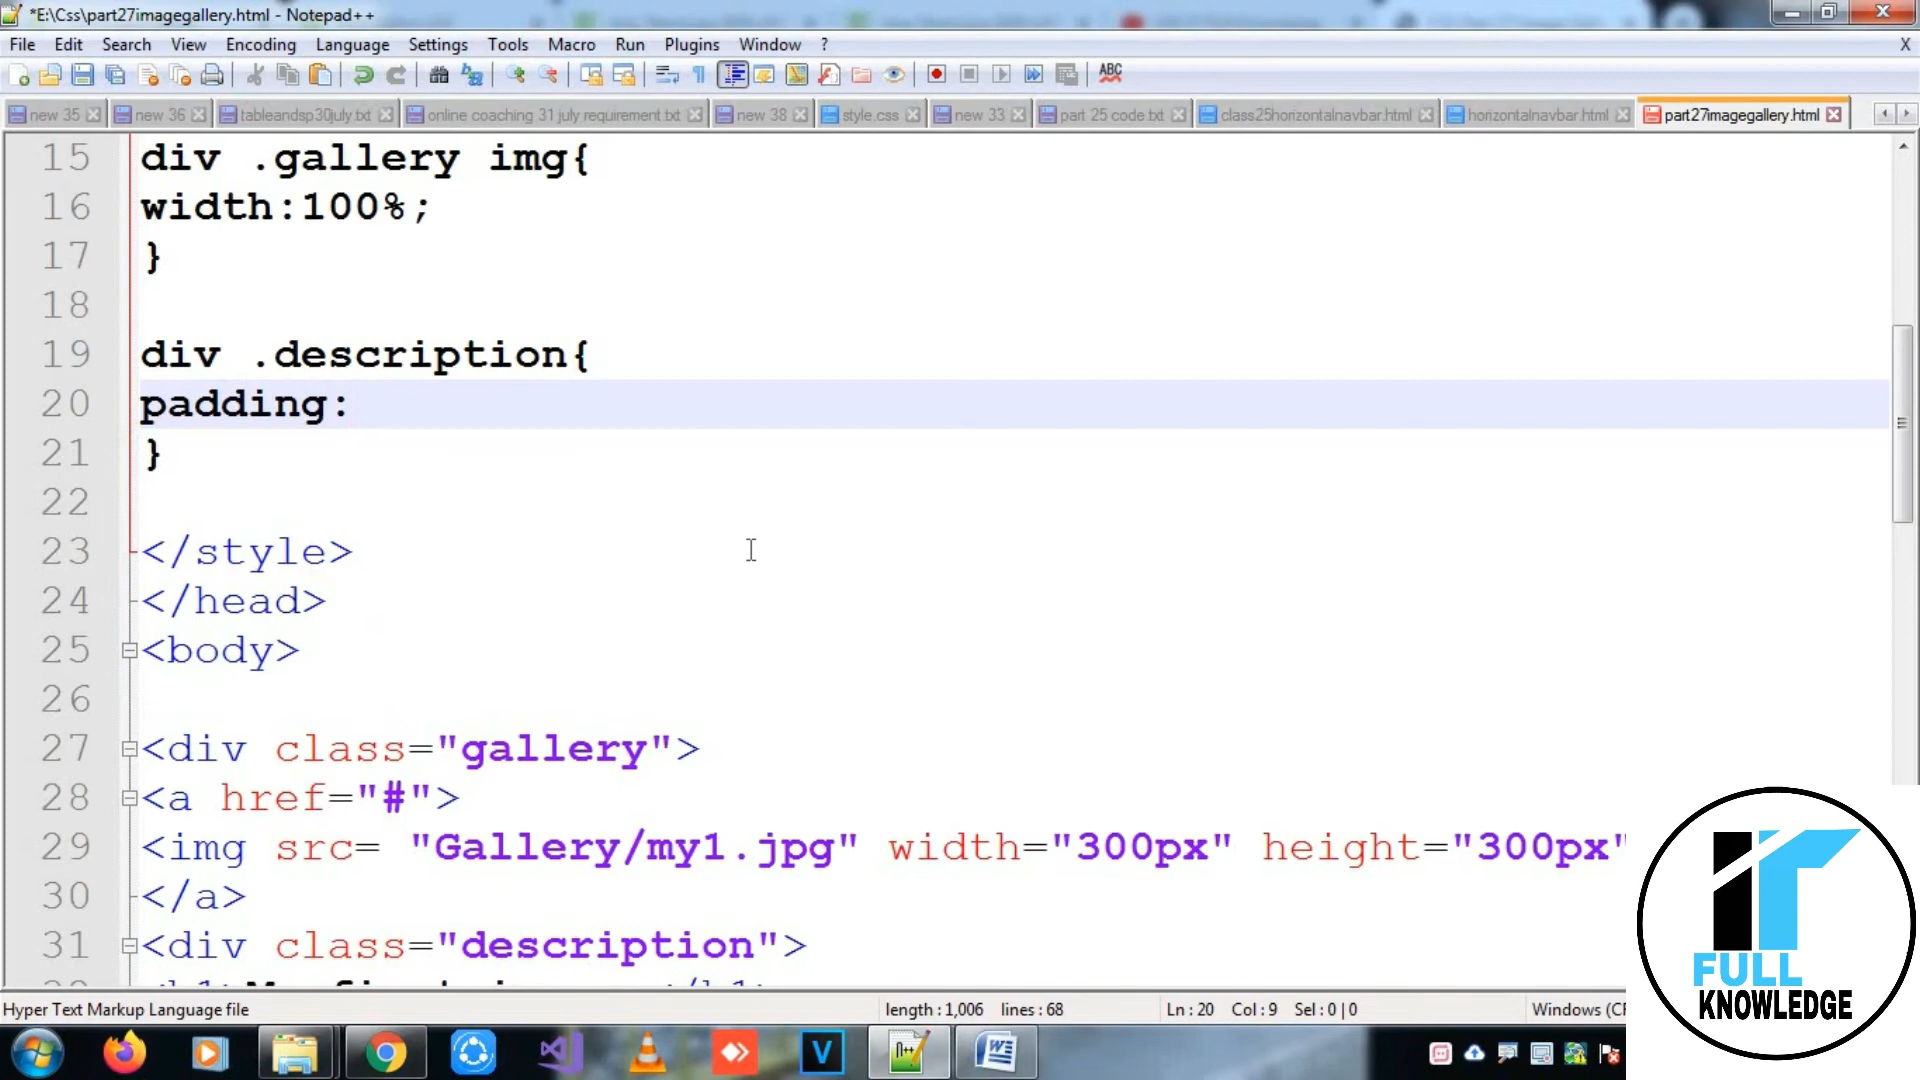 *E:\Css\part27imagegallery.html - Notepad++
File Edit Search View Encoding Language Settings Tools Macro Run Plugins Window ? X
new 35 new 36 tableandsp30july.txt online coaching 31 july requirement.txt new 38 style.css new 33 part 25 code.txt class25horizontalnavbar.html horizontalnavbar.html part27imagegallery.html
15 div .gallery img{
16 width:100%;
17 }
18
19 div .description{
20 padding:
21 }
22
23 </style>
24 </head>
25 <body>
26
27 <div class="gallery">
28 <a href="#">
29 <img src= "Gallery/my1.jpg" width="300px" height="300px"
30 </a>
31 <div class="description">
Hyper Text Markup Language file length : 1,006 lines : 68 Ln : 20 Col : 9 Sel : 0 | 0 Windows (CR
IT
FULL
KNOWLEDGE